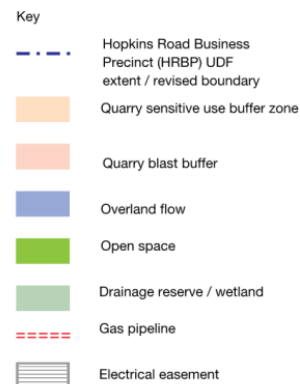 Key
Hopkins Road Business
Precinct (HRBP) UDF
extent / revised boundary
Quarry sensitive use buffer zone
Quarry blast buffer
Overland flow
Open space
Drainage reserve / wetland
Gas pipeline
Electrical easement